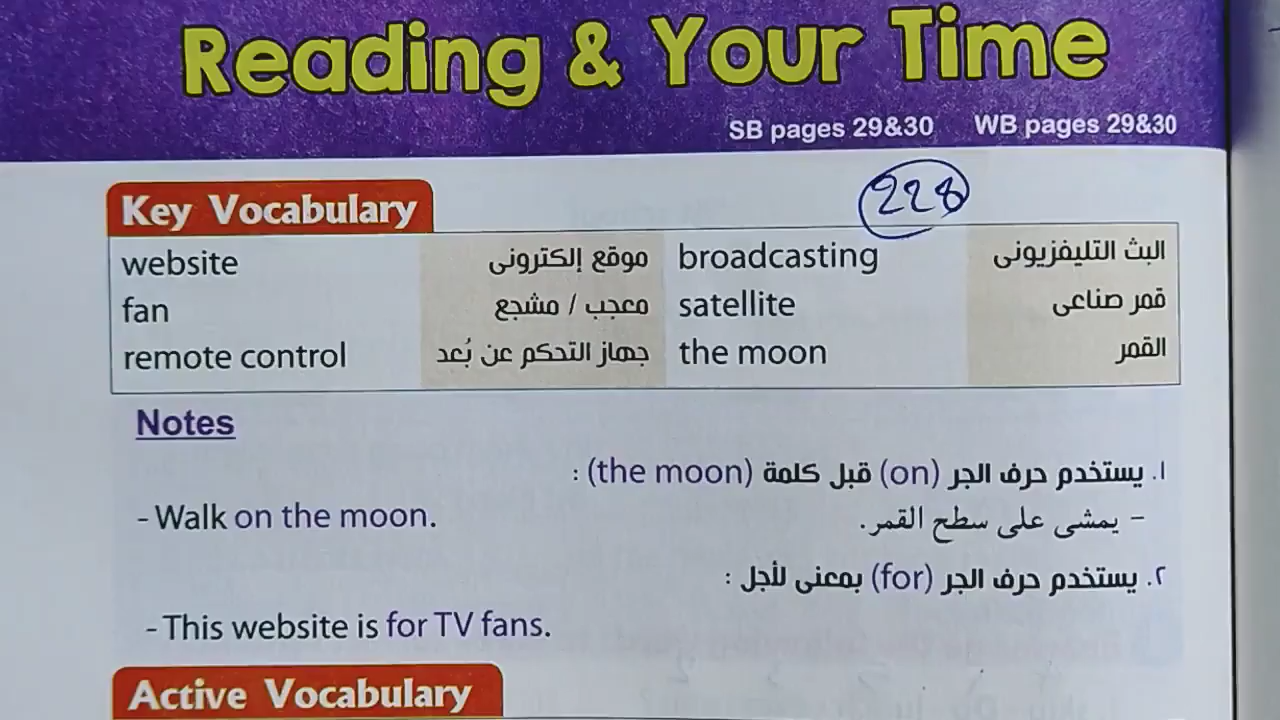 Reading & Your Time
SB pages 29&30 WB pages 29&30
228
Key Vocabulary
website موقع إلكترونى broadcasting البث التليفزيونى
fan معجب / مشجع satellite قمر صناعى
remote control جهاز التحكم عن بُعد the moon القمر
Notes
١. يستخدم حرف الجر (on) قبل كلمة (the moon) :
- Walk on the moon. - يمشى على سطح القمر.
٢. يستخدم حرف الجر (for) بمعنى لأجل :
- This website is for TV fans.
Active Vocabulary